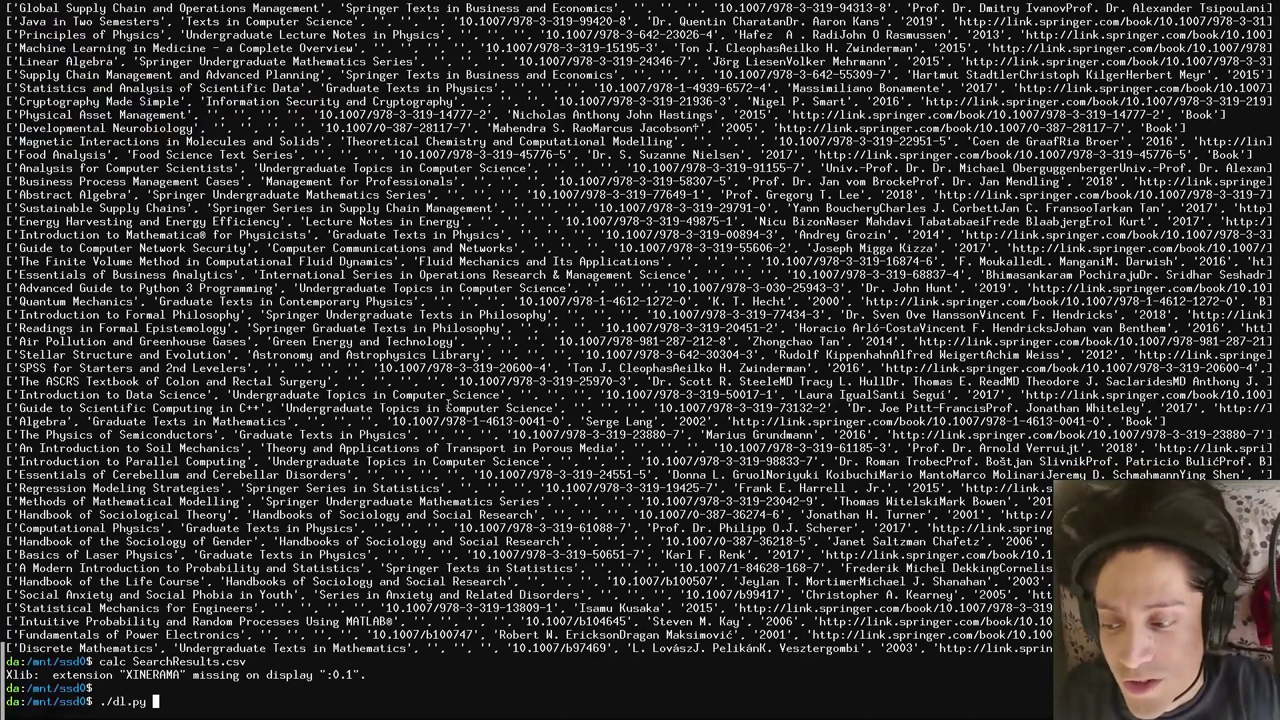 ['Global Supply Chain and Operations Management', 'Springer Texts in Business and Economics', '', '', '', '10.1007/978-3-319-94313-8', 'Prof. Dr. Dmitry IvanovProf. Dr. Alexander Tsipoulani]
['Java in Two Semesters', 'Texts in Computer Science', '', '', '', '10.1007/978-3-319-99420-8', 'Dr. Quentin CharatanDr. Aaron Kans', '2019', 'http://link.springer.com/book/10.1007/]
['Principles of Physics', 'Undergraduate Lecture Notes in Physics', '', '', '', '10.1007/978-3-642-23026-4', 'Hafez  A . RadiJohn O Rasmussen', '2013', 'http://link.springer.com/book/10.100]
['Machine Learning in Medicine - a Complete Overview', '', '', '', '', '10.1007/978-3-319-15195-3', 'Ton J. CleophasAeilko H. Zwinderman', '2015', 'http://link.springer.com/book/10.1007/978]
['Linear Algebra', 'Springer Undergraduate Mathematics Series', '', '', '', '10.1007/978-3-319-24346-7', 'Jörg LiesenVolker Mehrmann', '2015', 'http://link.springer.com/book/10.1007/978-3-3]
['Supply Chain Management and Advanced Planning', 'Springer Texts in Business and Economics', '', '', '', '10.1007/978-3-642-55309-7', 'Hartmut StadtlerChristoph KilgerHerbert Meyr', '2015']
['Statistics and Analysis of Scientific Data', 'Graduate Texts in Physics', '', '', '', '10.1007/978-1-4939-6572-4', 'Massimiliano Bonamente', '2017', 'http://link.springer.com/book/10.1007/]
['Cryptography Made Simple', 'Information Security and Cryptography', '', '', '', '10.1007/978-3-319-21936-3', 'Nigel P. Smart', '2016', 'http://link.springer.com/book/10.1007/978-3-319-219]
['Physical Asset Management', '', '', '', '', '10.1007/978-3-319-14777-2', 'Nicholas Anthony John Hastings', '2015', 'http://link.springer.com/book/10.1007/978-3-319-14777-2', 'Book']
['Developmental Neurobiology', '', '', '', '', '10.1007/0-387-28117-7', 'Mahendra S. RaoMarcus Jacobson†', '2005', 'http://link.springer.com/book/10.1007/0-387-28117-7', 'Book']
['Magnetic Interactions in Molecules and Solids', 'Theoretical Chemistry and Computational Modelling', '', '', '', '10.1007/978-3-319-22951-5', 'Coen de GraafRia Broer', '2016', 'http://lin]
['Food Analysis', 'Food Science Text Series', '', '', '', '10.1007/978-3-319-45776-5', 'Dr. S. Suzanne Nielsen', '2017', 'http://link.springer.com/book/10.1007/978-3-319-45776-5', 'Book']
['Analysis for Computer Scientists', 'Undergraduate Topics in Computer Science', '', '', '', '10.1007/978-3-319-91155-7', 'Univ.-Prof. Dr. Dr. Michael OberguggenbergerUniv.-Prof. Dr. Alexan]
['Business Process Management Cases', 'Management for Professionals', '', '', '', '10.1007/978-3-319-58307-5', 'Prof. Dr. Jan vom BrockeProf. Dr. Jan Mendling', '2018', 'http://link.springe]
['Abstract Algebra', 'Springer Undergraduate Mathematics Series', '', '', '', '10.1007/978-3-319-77649-1', 'Prof. Gregory T. Lee', '2018', 'http://link.springer.com/book/10.1007/978-3-319-7]
['Sustainable Supply Chains', 'Springer Series in Supply Chain Management', '', '', '', '10.1007/978-3-319-29791-0', 'Yann BoucheryCharles J. CorbettJan C. FransooTarkan Tan', '2017', 'http]
['Energy Harvesting and Energy Efficiency', 'Lecture Notes in Energy', '', '', '', '10.1007/978-3-319-49875-1', 'Nicu BizonNaser Mahdavi TabatabaeiFrede BlaabjergErol Kurt', '2017', 'http:/]
['Introduction to Mathematica® for Physicists', 'Graduate Texts in Physics', '', '', '', '10.1007/978-3-319-00894-3', 'Andrey Grozin', '2014', 'http://link.springer.com/book/10.1007/978-3-3]
['Guide to Computer Network Security', 'Computer Communications and Networks', '', '', '', '10.1007/978-3-319-55606-2', 'Joseph Migga Kizza', '2017', 'http://link.springer.com/book/10.1007/]
['The Finite Volume Method in Computational Fluid Dynamics', 'Fluid Mechanics and Its Applications', '', '', '', '10.1007/978-3-319-16874-6', 'F. MoukalledL. ManganiM. Darwish', '2016', 'ht]
['Essentials of Business Analytics', 'International Series in Operations Research & Management Science', '', '', '', '10.1007/978-3-319-68837-4', 'Bhimasankaram PochirajuDr. Sridhar Seshadr]
['Advanced Guide to Python 3 Programming', 'Undergraduate Topics in Computer Science', '', '', '', '10.1007/978-3-030-25943-3', 'Dr. John Hunt', '2019', 'http://link.springer.com/book/10.10]
['Quantum Mechanics', 'Graduate Texts in Contemporary Physics', '', '', '', '10.1007/978-1-4612-1272-0', 'K. T. Hecht', '2000', 'http://link.springer.com/book/10.1007/978-1-4612-1272-0', 'B]
['Introduction to Formal Philosophy', 'Springer Undergraduate Texts in Philosophy', '', '', '', '10.1007/978-3-319-77434-3', 'Dr. Sven Ove HanssonVincent F. Hendricks', '2018', 'http://link]
['Readings in Formal Epistemology', 'Springer Graduate Texts in Philosophy', '', '', '', '10.1007/978-3-319-20451-2', 'Horacio Arló-CostaVincent F. HendricksJohan van Benthem', '2016', 'htt]
['Air Pollution and Greenhouse Gases', 'Green Energy and Technology', '', '', '', '10.1007/978-981-287-212-8', 'Zhongchao Tan', '2014', 'http://link.springer.com/book/10.1007/978-981-287-21]
['Stellar Structure and Evolution', 'Astronomy and Astrophysics Library', '', '', '', '10.1007/978-3-642-30304-3', 'Rudolf KippenhahnAlfred WeigertAchim Weiss', '2012', 'http://link.springe]
['SPSS for Starters and 2nd Levelers', '', '', '', '', '10.1007/978-3-319-20600-4', 'Ton J. CleophasAeilko H. Zwinderman', '2016', 'http://link.springer.com/book/10.1007/978-3-319-20600-4',]
['The ASCRS Textbook of Colon and Rectal Surgery', '', '', '', '', '10.1007/978-3-319-25970-3', 'Dr. Scott R. SteeleMD Tracy L. HullDr. Thomas E. ReadMD Theodore J. SaclaridesMD Anthony J. ]
['Introduction to Data Science', 'Undergraduate Topics in Computer Science', '', '', '', '10.1007/978-3-319-50017-1', 'Laura IgualSanti Seguí', '2017', 'http://link.springer.com/book/10.100]
['Guide to Scientific Computing in C++', 'Undergraduate Topics in Computer Science', '', '', '', '10.1007/978-3-319-73132-2', 'Dr. Joe Pitt-FrancisProf. Jonathan Whiteley', '2017', 'http://]
['Algebra', 'Graduate Texts in Mathematics', '', '', '', '10.1007/978-1-4613-0041-0', 'Serge Lang', '2002', 'http://link.springer.com/book/10.1007/978-1-4613-0041-0', 'Book']
['The Physics of Semiconductors', 'Graduate Texts in Physics', '', '', '', '10.1007/978-3-319-23880-7', 'Marius Grundmann', '2016', 'http://link.springer.com/book/10.1007/978-3-319-23880-7']
['An Introduction to Soil Mechanics', 'Theory and Applications of Transport in Porous Media', '', '', '', '10.1007/978-3-319-61185-3', 'Prof. Dr. Arnold Verruijt', '2018', 'http://link.spri]
['Introduction to Parallel Computing', 'Undergraduate Topics in Computer Science', '', '', '', '10.1007/978-3-319-98833-7', 'Dr. Roman TrobecProf. Boštjan SlivnikProf. Patricio BulićProf. B]
['Essentials of Cerebellum and Cerebellar Disorders', '', '', '', '', '10.1007/978-3-319-24551-5', 'Donna L. GruolNoriyuki KoibuchiMario MantoMarco MolinariJeremy D. SchmahmannYing Shen', ']
['Regression Modeling Strategies', 'Springer Series in Statistics', '', '', '', '10.1007/978-3-319-19425-7', 'Frank E. Harrell , Jr.', '2015', 'http://link.s
['Methods of Mathematical Modelling', 'Springer Undergraduate Mathematics Series', '', '', '', '10.1007/978-3-319-23042-9', 'Thomas WitelskiMark Bowen', '201
['Handbook of Sociological Theory', 'Handbooks of Sociology and Social Research', '', '', '', '10.1007/0-387-36274-6', 'Jonathan H. Turner', '2001', 'http://
['Computational Physics', 'Graduate Texts in Physics', '', '', '', '10.1007/978-3-319-61088-7', 'Prof. Dr. Philipp O.J. Scherer', '2017', 'http://link.spring
['Handbook of the Sociology of Gender', 'Handbooks of Sociology and Social Research', '', '', '', '10.1007/0-387-36218-5', 'Janet Saltzman Chafetz', '2006',
['Basics of Laser Physics', 'Graduate Texts in Physics', '', '', '', '10.1007/978-3-319-50651-7', 'Karl F. Renk', '2017', 'http://link.springer.com/book/10.1
['A Modern Introduction to Probability and Statistics', 'Springer Texts in Statistics', '', '', '', '10.1007/1-84628-168-7', 'Frederik Michel DekkingCornelis
['Handbook of the Life Course', 'Handbooks of Sociology and Social Research', '', '', '', '10.1007/b100507', 'Jeylan T. MortimerMichael J. Shanahan', '2003',
['Social Anxiety and Social Phobia in Youth', 'Series in Anxiety and Related Disorders', '', '', '', '10.1007/b99417', 'Christopher A. Kearney', '2005', 'htt
['Statistical Mechanics for Engineers', '', '', '', '', '10.1007/978-3-319-13809-1', 'Isamu Kusaka', '2015', 'http://link.springer.com/book/10.1007/978-3-319
['Intuitive Probability and Random Processes Using MATLAB®', '', '', '', '', '10.1007/b104645', 'Steven M. Kay', '2006', 'http://link.springer.com/book/10.10
['Fundamentals of Power Electronics', '', '', '', '', '10.1007/b100747', 'Robert W. EricksonDragan Maksimović', '2001', 'http://link.springer.com/book/10.100
['Discrete Mathematics', 'Undergraduate Texts in Mathematics', '', '', '', '10.1007/b97469', 'L. LovászJ. PelikánK. Vesztergombi', '2003', 'http://link.sprin
da:/mnt/ssd0$ calc SearchResults.csv
Xlib:  extension "XINERAMA" missing on display ":0.1".
da:/mnt/ssd0$
da:/mnt/ssd0$ ./dl.py